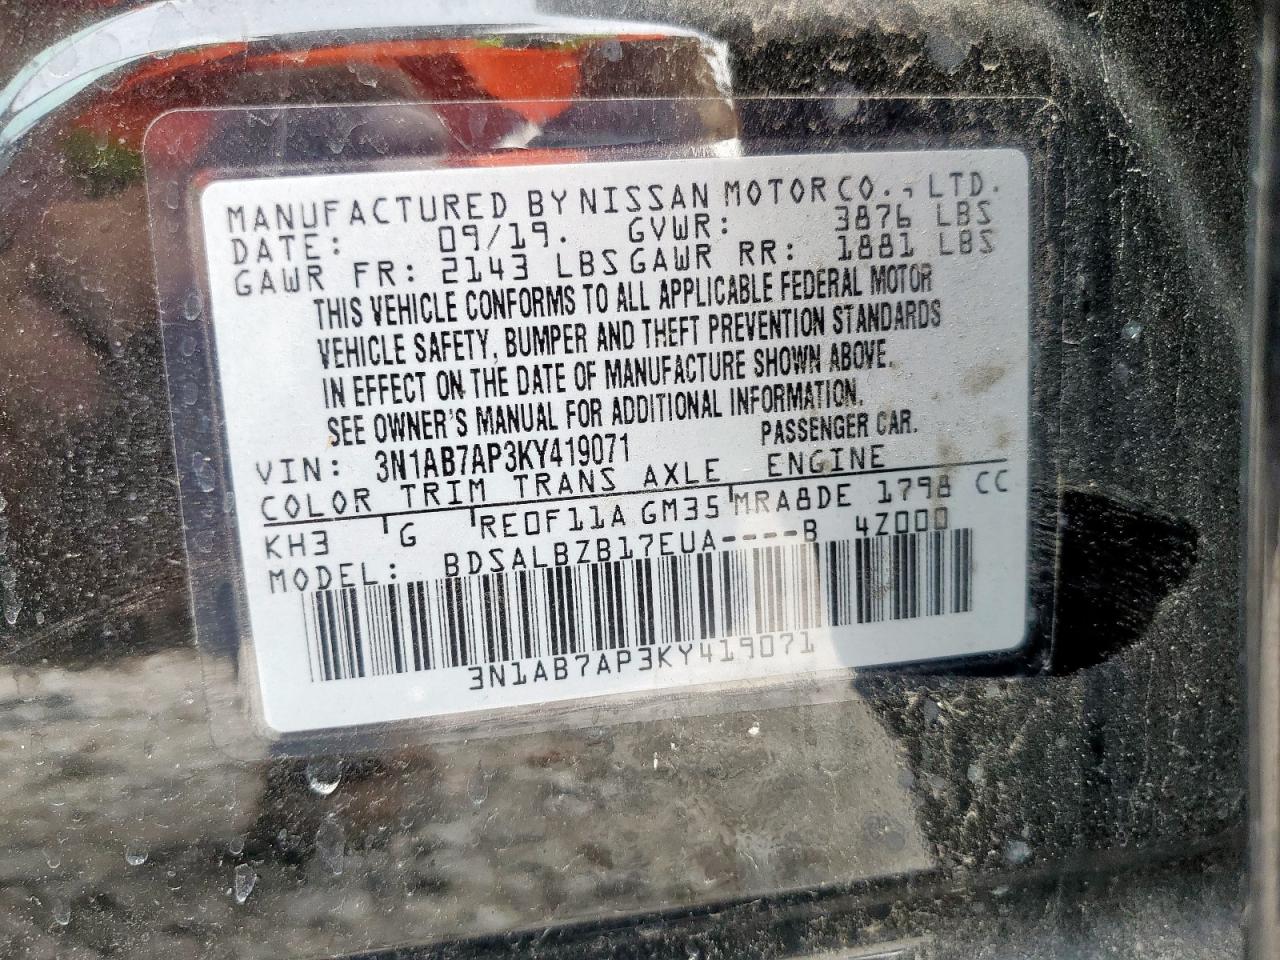 MANUFACTURED BY NISSAN MOTOR CO., LTD.
DATE: 09/19. GVWR: 3876 LBS
GAWR FR: 2143 LBS GAWR RR: 1881 LBS
THIS VEHICLE CONFORMS TO ALL APPLICABLE FEDERAL MOTOR
VEHICLE SAFETY, BUMPER AND THEFT PREVENTION STANDARDS
IN EFFECT ON THE DATE OF MANUFACTURE SHOWN ABOVE.
SEE OWNER'S MANUAL FOR ADDITIONAL INFORMATION.
VIN: 3N1AB7AP3KY419071 PASSENGER CAR.
COLOR TRIM TRANS AXLE ENGINE
KH3 G RE0F11A GM35 MRA8DE 1798 CC
MODEL: BDSALBZB17EUA----B 4Z000
3N1AB7AP3KY419071